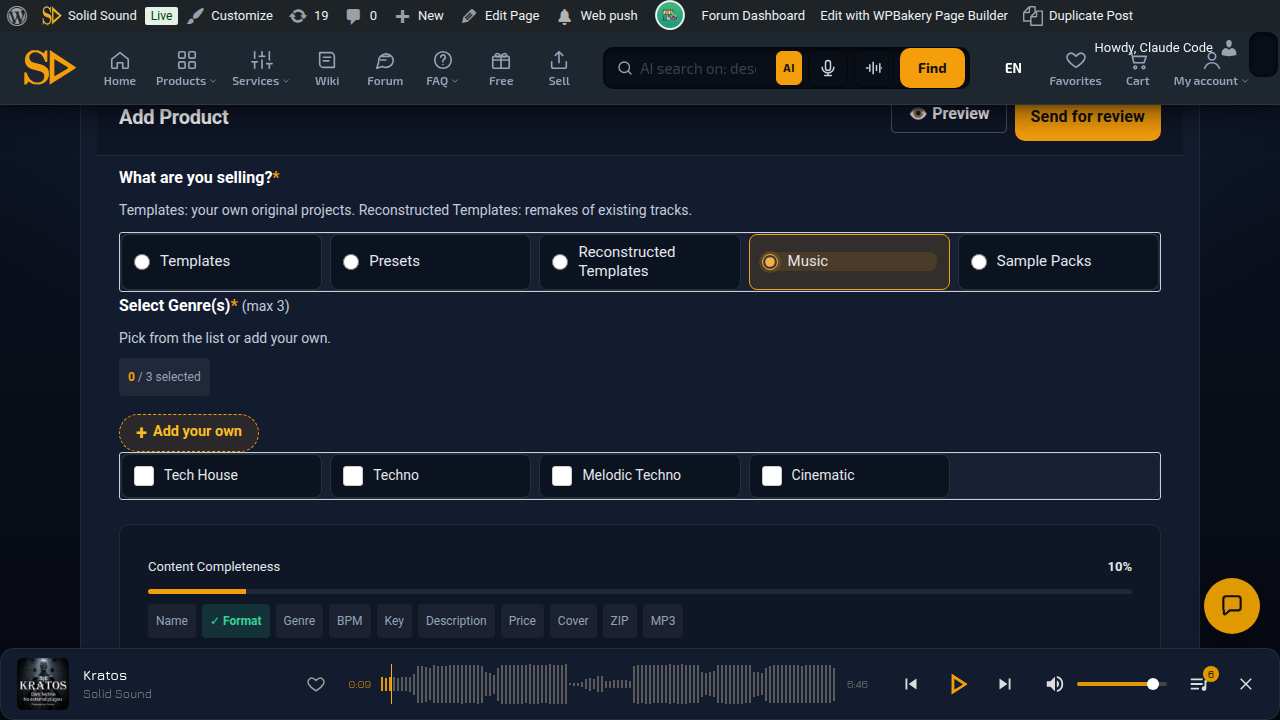 Solid Sound Live Customize 19 0 New Edit Page Web push Forum Dashboard Edit with WPBakery Page Builder Duplicate Post
Howdy, Claude Code
Home Products Services Wiki Forum FAQ Free Sell
AI search on: desc AI Find EN
Favorites Cart My account
Add Product Preview Send for review
What are you selling?*
Templates: your own original projects. Reconstructed Templates: remakes of existing tracks.
Templates Presets Reconstructed Templates Music Sample Packs
Select Genre(s)* (max 3)
Pick from the list or add your own.
0 / 3 selected
+ Add your own
Tech House Techno Melodic Techno Cinematic
Content Completeness 10%
Name ✓ Format Genre BPM Key Description Price Cover ZIP MP3
KRATOS
Kratos
Solid Sound
0:09 6:46 6